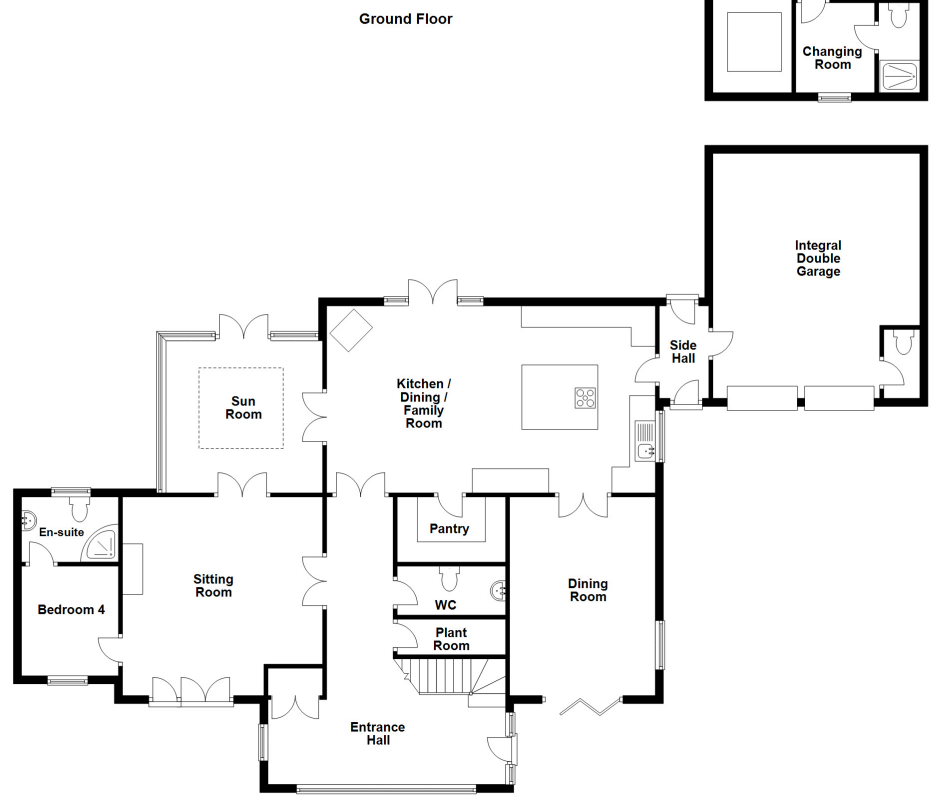 Ground Floor
Changing
Room
Integral
Double
Garage
Side
Hall
Kitchen /
Dining /
Family
Room
Sun
Room
En-suite
Pantry
Sitting
Room
Dining
Room
Bedroom 4
WC
Plant
Room
Entrance
Hall